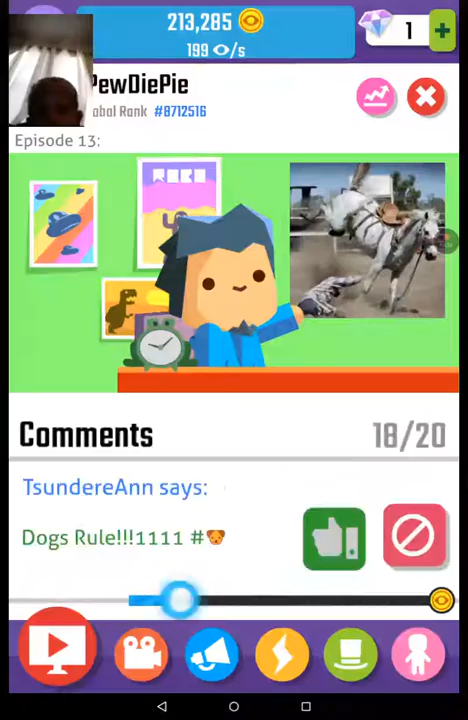 213,285
199 /s
1
PewDiePie
obal Rank #8712516
Episode 13:
Comments 18/20
TsundereAnn says:
Dogs Rule!!!1111 #🐶